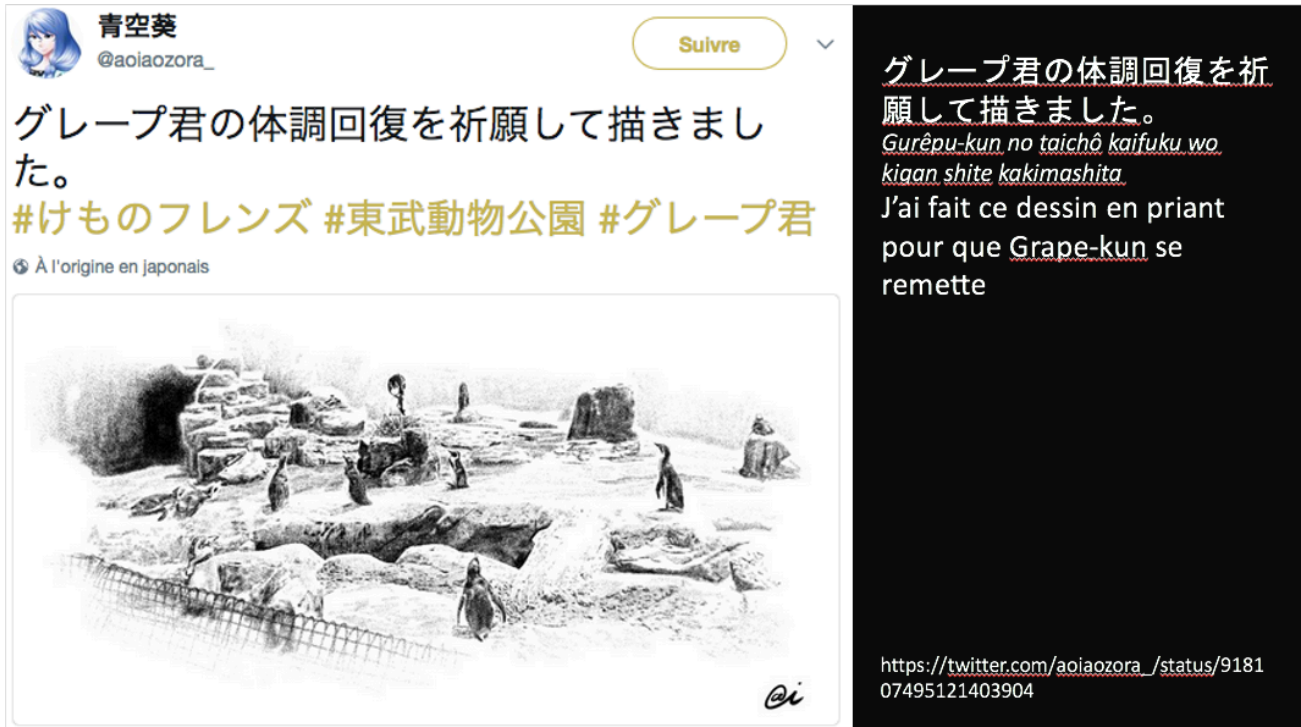 青空葵
@aoiaozora_
Suivre
グレープ君の体調回復を祈願して描きまし
た。
#けものフレンズ #東武動物公園 #グレープ君
À l'origine en japonais
@i
グレープ君の体調回復を祈
願して描きました。
Gurêpu-kun no taichô kaifuku wo
kigan shite kakimashita
J’ai fait ce dessin en priant
pour que Grape-kun se
remette
https://twitter.com/aoiaozora_/status/9181
07495121403904